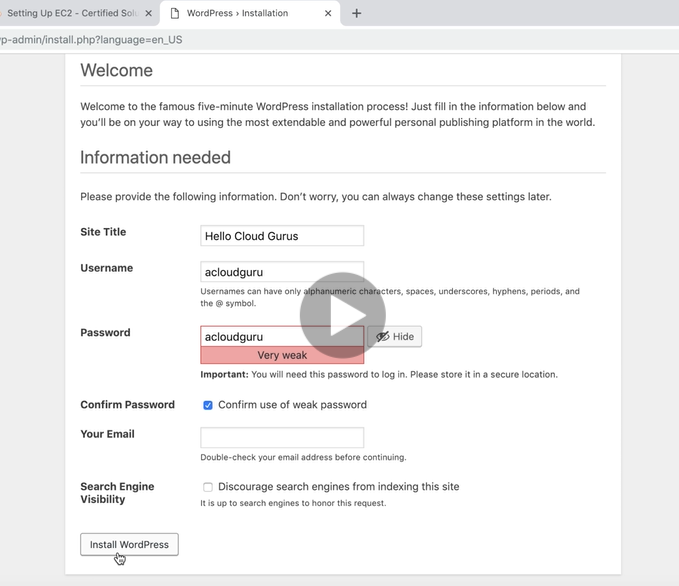 Setting Up EC2 - Certified Solu
WordPress › Installation
/p-admin/install.php?language=en_US
Welcome
Welcome to the famous five-minute WordPress installation process! Just fill in the information below and
you’ll be on your way to using the most extendable and powerful personal publishing platform in the world.
Information needed
Please provide the following information. Don’t worry, you can always change these settings later.
Site Title
Hello Cloud Gurus
Username
acloudguru
Usernames can have only alphanumeric characters, spaces, underscores, hyphens, periods, and
the @ symbol.
Password
acloudguru
Hide
Very weak
Important: You will need this password to log in. Please store it in a secure location.
Confirm Password
Confirm use of weak password
Your Email
Double-check your email address before continuing.
Search Engine
Visibility
Discourage search engines from indexing this site
It is up to search engines to honor this request.
Install WordPress